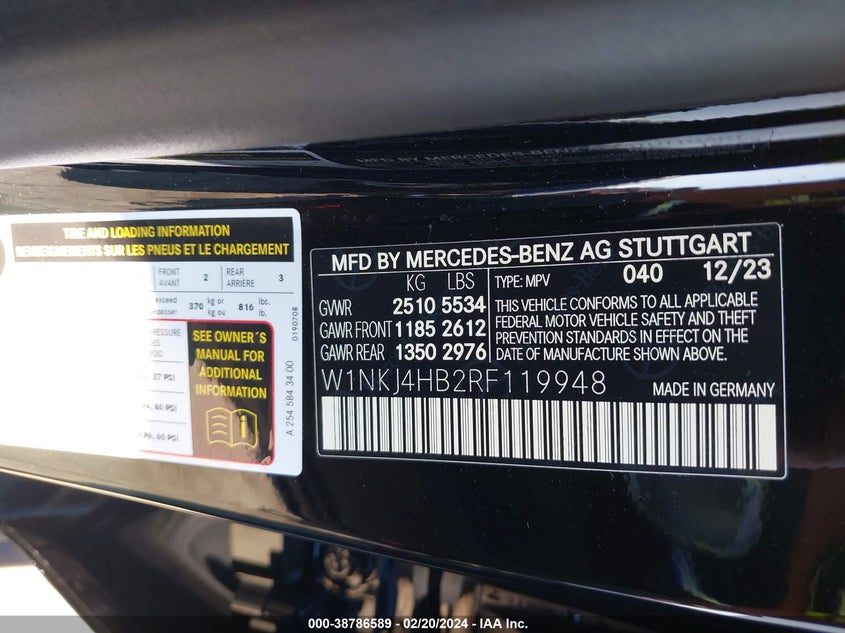 TIRE AND LOADING INFORMATION
RENSEIGNEMENTS SUR LES PNEUS ET LE CHARGEMENT
FRONT AVANT 2 REAR ARRIÈRE 3
exceed 370 kg or 816 lbs.
kg ou lb.
PRESSURE
37 PSI
40 PSI
60 PSI
SEE OWNER'S
MANUAL FOR
ADDITIONAL
INFORMATION
0190708
A 254 584 34 00
MFD BY MERCEDES-BENZ AG STUTTGART
KG LBS TYPE: MPV 040 12/23
GVWR 2510 5534
GAWR FRONT 1185 2612
GAWR REAR 1350 2976
THIS VEHICLE CONFORMS TO ALL APPLICABLE
FEDERAL MOTOR VEHICLE SAFETY AND THEFT
PREVENTION STANDARDS IN EFFECT ON THE
DATE OF MANUFACTURE SHOWN ABOVE.
W1NKJ4HB2RF119948
MADE IN GERMANY
000-38786589 - 02/20/2024 - IAA Inc.